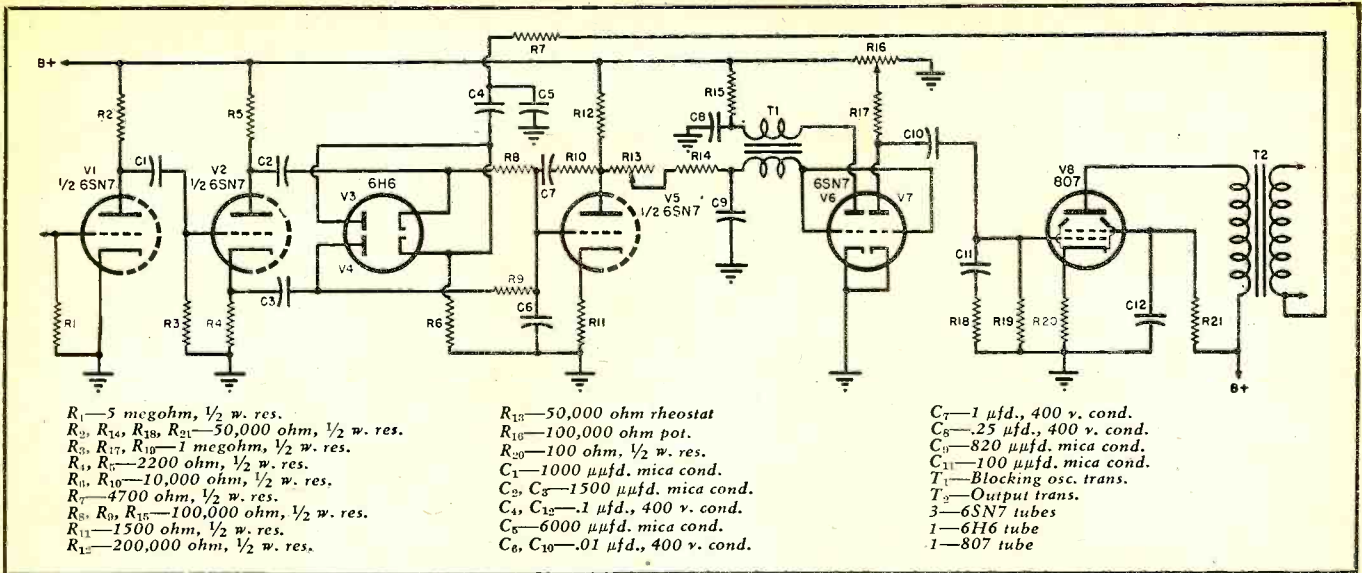 B+
R7
R16
R2
R5
C4
C5
R12
R15
T1
R17
C8
C10
V1
1/2 6SN7
C1
V2
1/2 6SN7
C2
6H6
V3
V4
R8
C7
R10
R13
R14
V5
1/2 6SN7
C9
6SN7
V6
V7
V8
807
T2
R1
R3
R4
C3
R6
R9
C6
R11
C11
R18
R19
R20
C12
R21
B+
R₁—5 megohm, ½ w. res.
R₂, R₁₄, R₁₈, R₂₁—50,000 ohm, ½ w. res.
R₃, R₁₇, R₁₉—1 megohm, ½ w. res.
R₄, R₅—2200 ohm, ½ w. res.
R₆, R₁₀—10,000 ohm, ½ w. res.
R₇—4700 ohm, ½ w. res.
R₈, R₉, R₁₅—100,000 ohm, ½ w. res.
R₁₁—1500 ohm, ½ w. res.
R₁₂—200,000 ohm, ½ w. res.
R₁₃—50,000 ohm rheostat
R₁₆—100,000 ohm pot.
R₂₀—100 ohm, ½ w. res.
C₁—1000 μμfd. mica cond.
C₂, C₃—1500 μμfd. mica cond.
C₄, C₁₂—.1 μfd., 400 v. cond.
C₅—6000 μμfd. mica cond.
C₆, C₁₀—.01 μfd., 400 v. cond.
C₇—1 μfd., 400 v. cond.
C₈—.25 μfd., 400 v. cond.
C₉—820 μμfd. mica cond.
C₁₁—100 μμfd. mica cond.
T₁—Blocking osc. trans.
T₂—Output trans.
3—6SN7 tubes
1—6H6 tube
1—807 tube